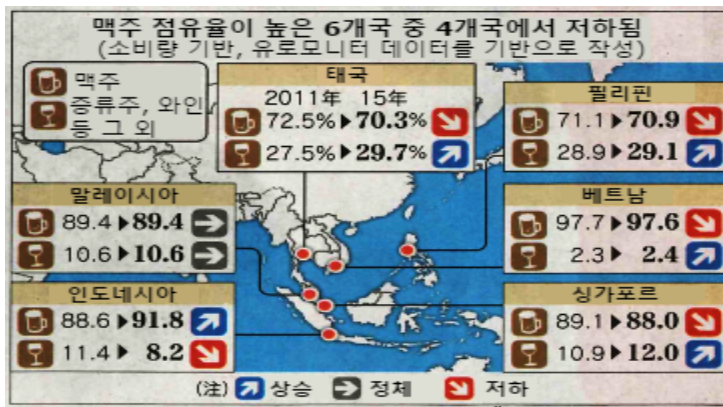 맥주 점유율이 높은 6개국 중 4개국에서 저하됨
(소비량 기반, 유로모니터 데이터를 기반으로 작성)
맥주
증류주, 와인
등 그 외
태국
2011年 15年
72.5%▶70.3%
27.5%▶29.7%
필리핀
71.1▶70.9
28.9▶29.1
말레이시아
89.4▶89.4
10.6▶10.6
베트남
97.7▶97.6
2.3▶2.4
인도네시아
88.6▶91.8
11.4▶8.2
싱가포르
89.1▶88.0
10.9▶12.0
(注) 상승 정체 저하